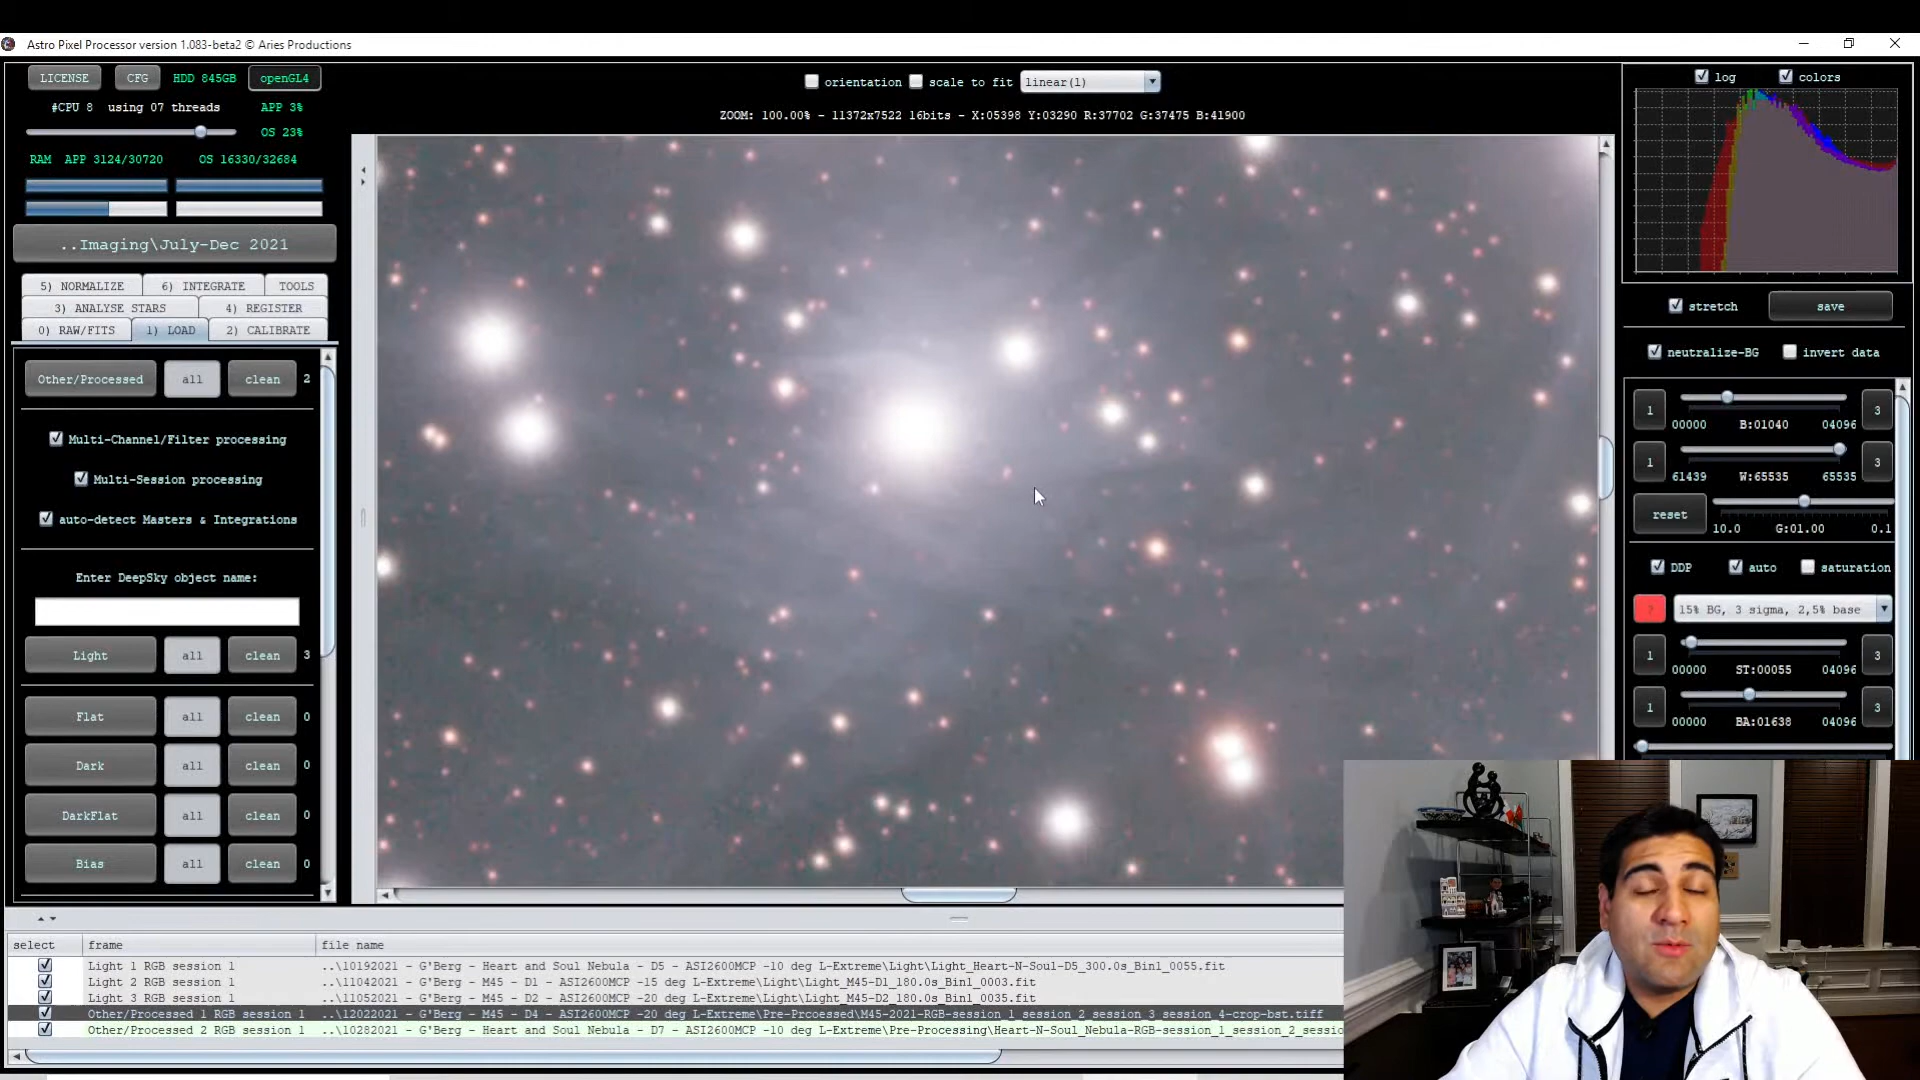 Astro Pixel Processor version 1.083-beta2 © Aries Productions
LICENSE CFG HDD 845GB openGL4
#CPU 8 using 07 threads APP 3%
OS 23%
RAM APP 3124/30720 OS 16330/32684
..Imaging\July-Dec 2021
5) NORMALIZE 6) INTEGRATE TOOLS
3) ANALYSE STARS 4) REGISTER
0) RAW/FITS 1) LOAD 2) CALIBRATE
Other/Processed all clean 2
Multi-Channel/Filter processing
Multi-Session processing
auto-detect Masters & Integrations
Enter DeepSky object name:
Light all clean 3
Flat all clean 0
Dark all clean 0
DarkFlat all clean 0
Bias all clean 0
orientation scale to fit linear(1)
ZOOM: 100.00% - 11372x7522 16bits - X:05398 Y:03290 R:37702 G:37475 B:41900
log colors
stretch save
neutralize-BG invert data
1 3
00000 B:01040 04096
1 3
61439 W:65535 65535
reset 10.0 G:01.00 0.1
DDP auto saturation
? 15% BG, 3 sigma, 2,5% base
1 3
00000 ST:00055 04096
1 3
00000 BA:01638 04096
select frame file name
Light 1 RGB session 1 ..\10192021 - G'Berg - Heart and Soul Nebula - D5 - ASI2600MCP -10 deg L-Extreme\Light\Light_Heart-N-Soul-D5_300.0s_Bin1_0055.fit
Light 2 RGB session 1 ..\11042021 - G'Berg - M45 - D1 - ASI2600MCP -15 deg L-Extreme\Light\Light_M45-D1_180.0s_Bin1_0003.fit
Light 3 RGB session 1 ..\11052021 - G'Berg - M45 - D2 - ASI2600MCP -20 deg L-Extreme\Light\Light_M45-D2_180.0s_Bin1_0035.fit
Other/Processed 1 RGB session 1 ..\12022021 - G'Berg - M45 - D4 - ASI2600MCP -20 deg L-Extreme\Pre-Proccessed\M45-2021-RGB-session_1_session_2_session_3_session_4-crop-bst.tiff
Other/Processed 2 RGB session 1 ..\10282021 - G'Berg - Heart and Soul Nebula - D7 - ASI2600MCP -10 deg L-Extreme\Pre-Processing\Heart-N-Soul_Nebula-RGB-session_1_session_2_sessio